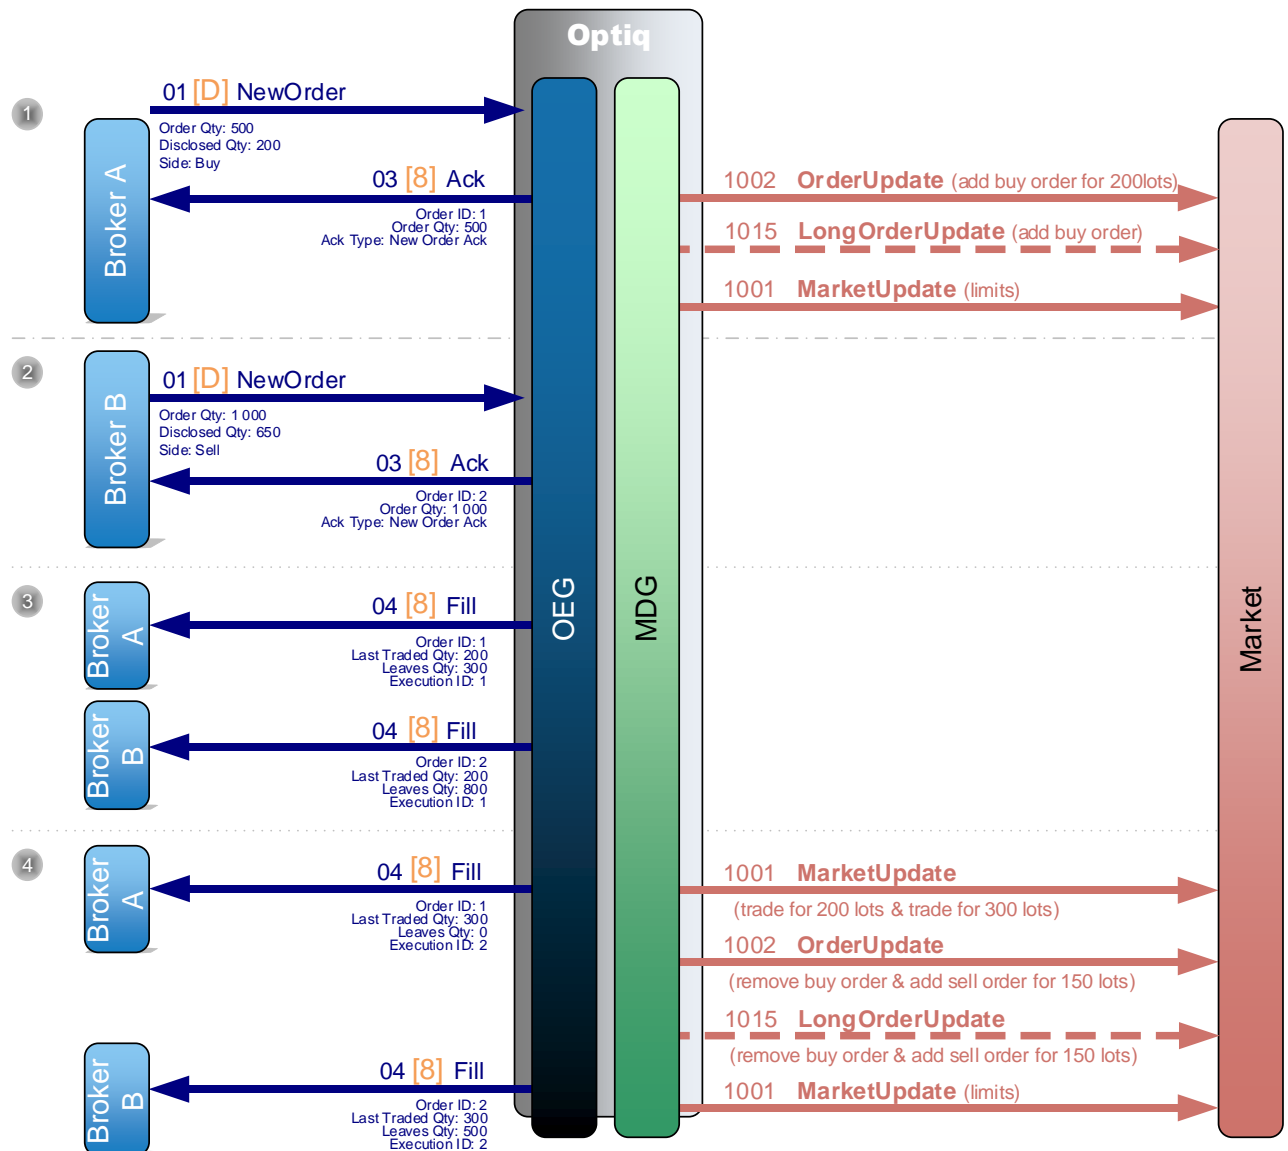 Optiq
1
01 [D] NewOrder
Order Qty: 500
Disclosed Qty: 200
Side: Buy
Broker A
03 [8] Ack
Order ID: 1
Order Qty: 500
Ack Type: New Order Ack
1002 OrderUpdate (add buy order for 200lots)
1015 LongOrderUpdate (add buy order)
1001 MarketUpdate (limits)
2
01 [D] NewOrder
Order Qty: 1 000
Disclosed Qty: 650
Side: Sell
Broker B
03 [8] Ack
Order ID: 2
Order Qty: 1 000
Ack Type: New Order Ack
OEG
MDG
Market
3
Broker
A
04 [8] Fill
Order ID: 1
Last Traded Qty: 200
Leaves Qty: 300
Execution ID: 1
Broker
B
04 [8] Fill
Order ID: 2
Last Traded Qty: 200
Leaves Qty: 800
Execution ID: 1
4
Broker
A
04 [8] Fill
Order ID: 1
Last Traded Qty: 300
Leaves Qty: 0
Execution ID: 2
1001 MarketUpdate
(trade for 200 lots & trade for 300 lots)
1002 OrderUpdate
(remove buy order & add sell order for 150 lots)
1015 LongOrderUpdate
(remove buy order & add sell order for 150 lots)
Broker
B
04 [8] Fill
Order ID: 2
Last Traded Qty: 300
Leaves Qty: 500
Execution ID: 2
1001 MarketUpdate (limits)